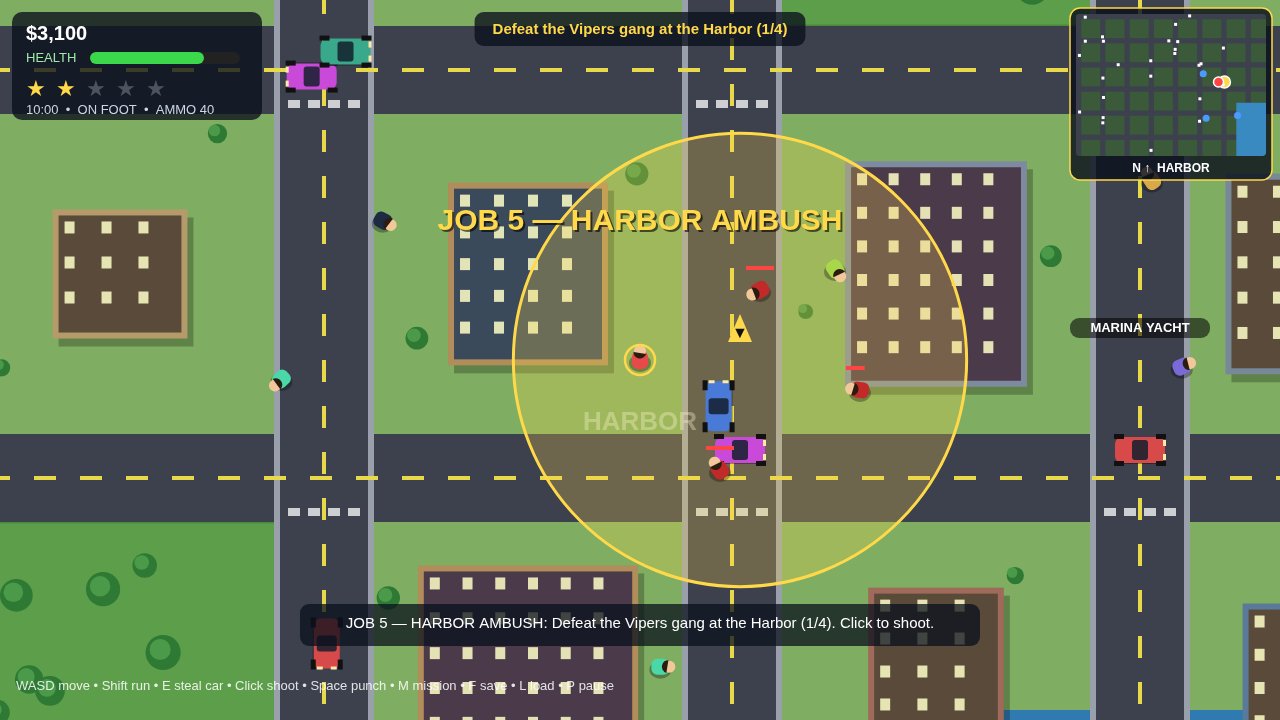 $3,100
HEALTH
10:00 • ON FOOT • AMMO 40
Defeat the Vipers gang at the Harbor (1/4)
N ↑ HARBOR
JOB 5 — HARBOR AMBUSH
MARINA YACHT
HARBOR
JOB 5 — HARBOR AMBUSH: Defeat the Vipers gang at the Harbor (1/4). Click to shoot.
WASD move • Shift run • E steal car • Click shoot • Space punch • M mission • F save • L load • P pause